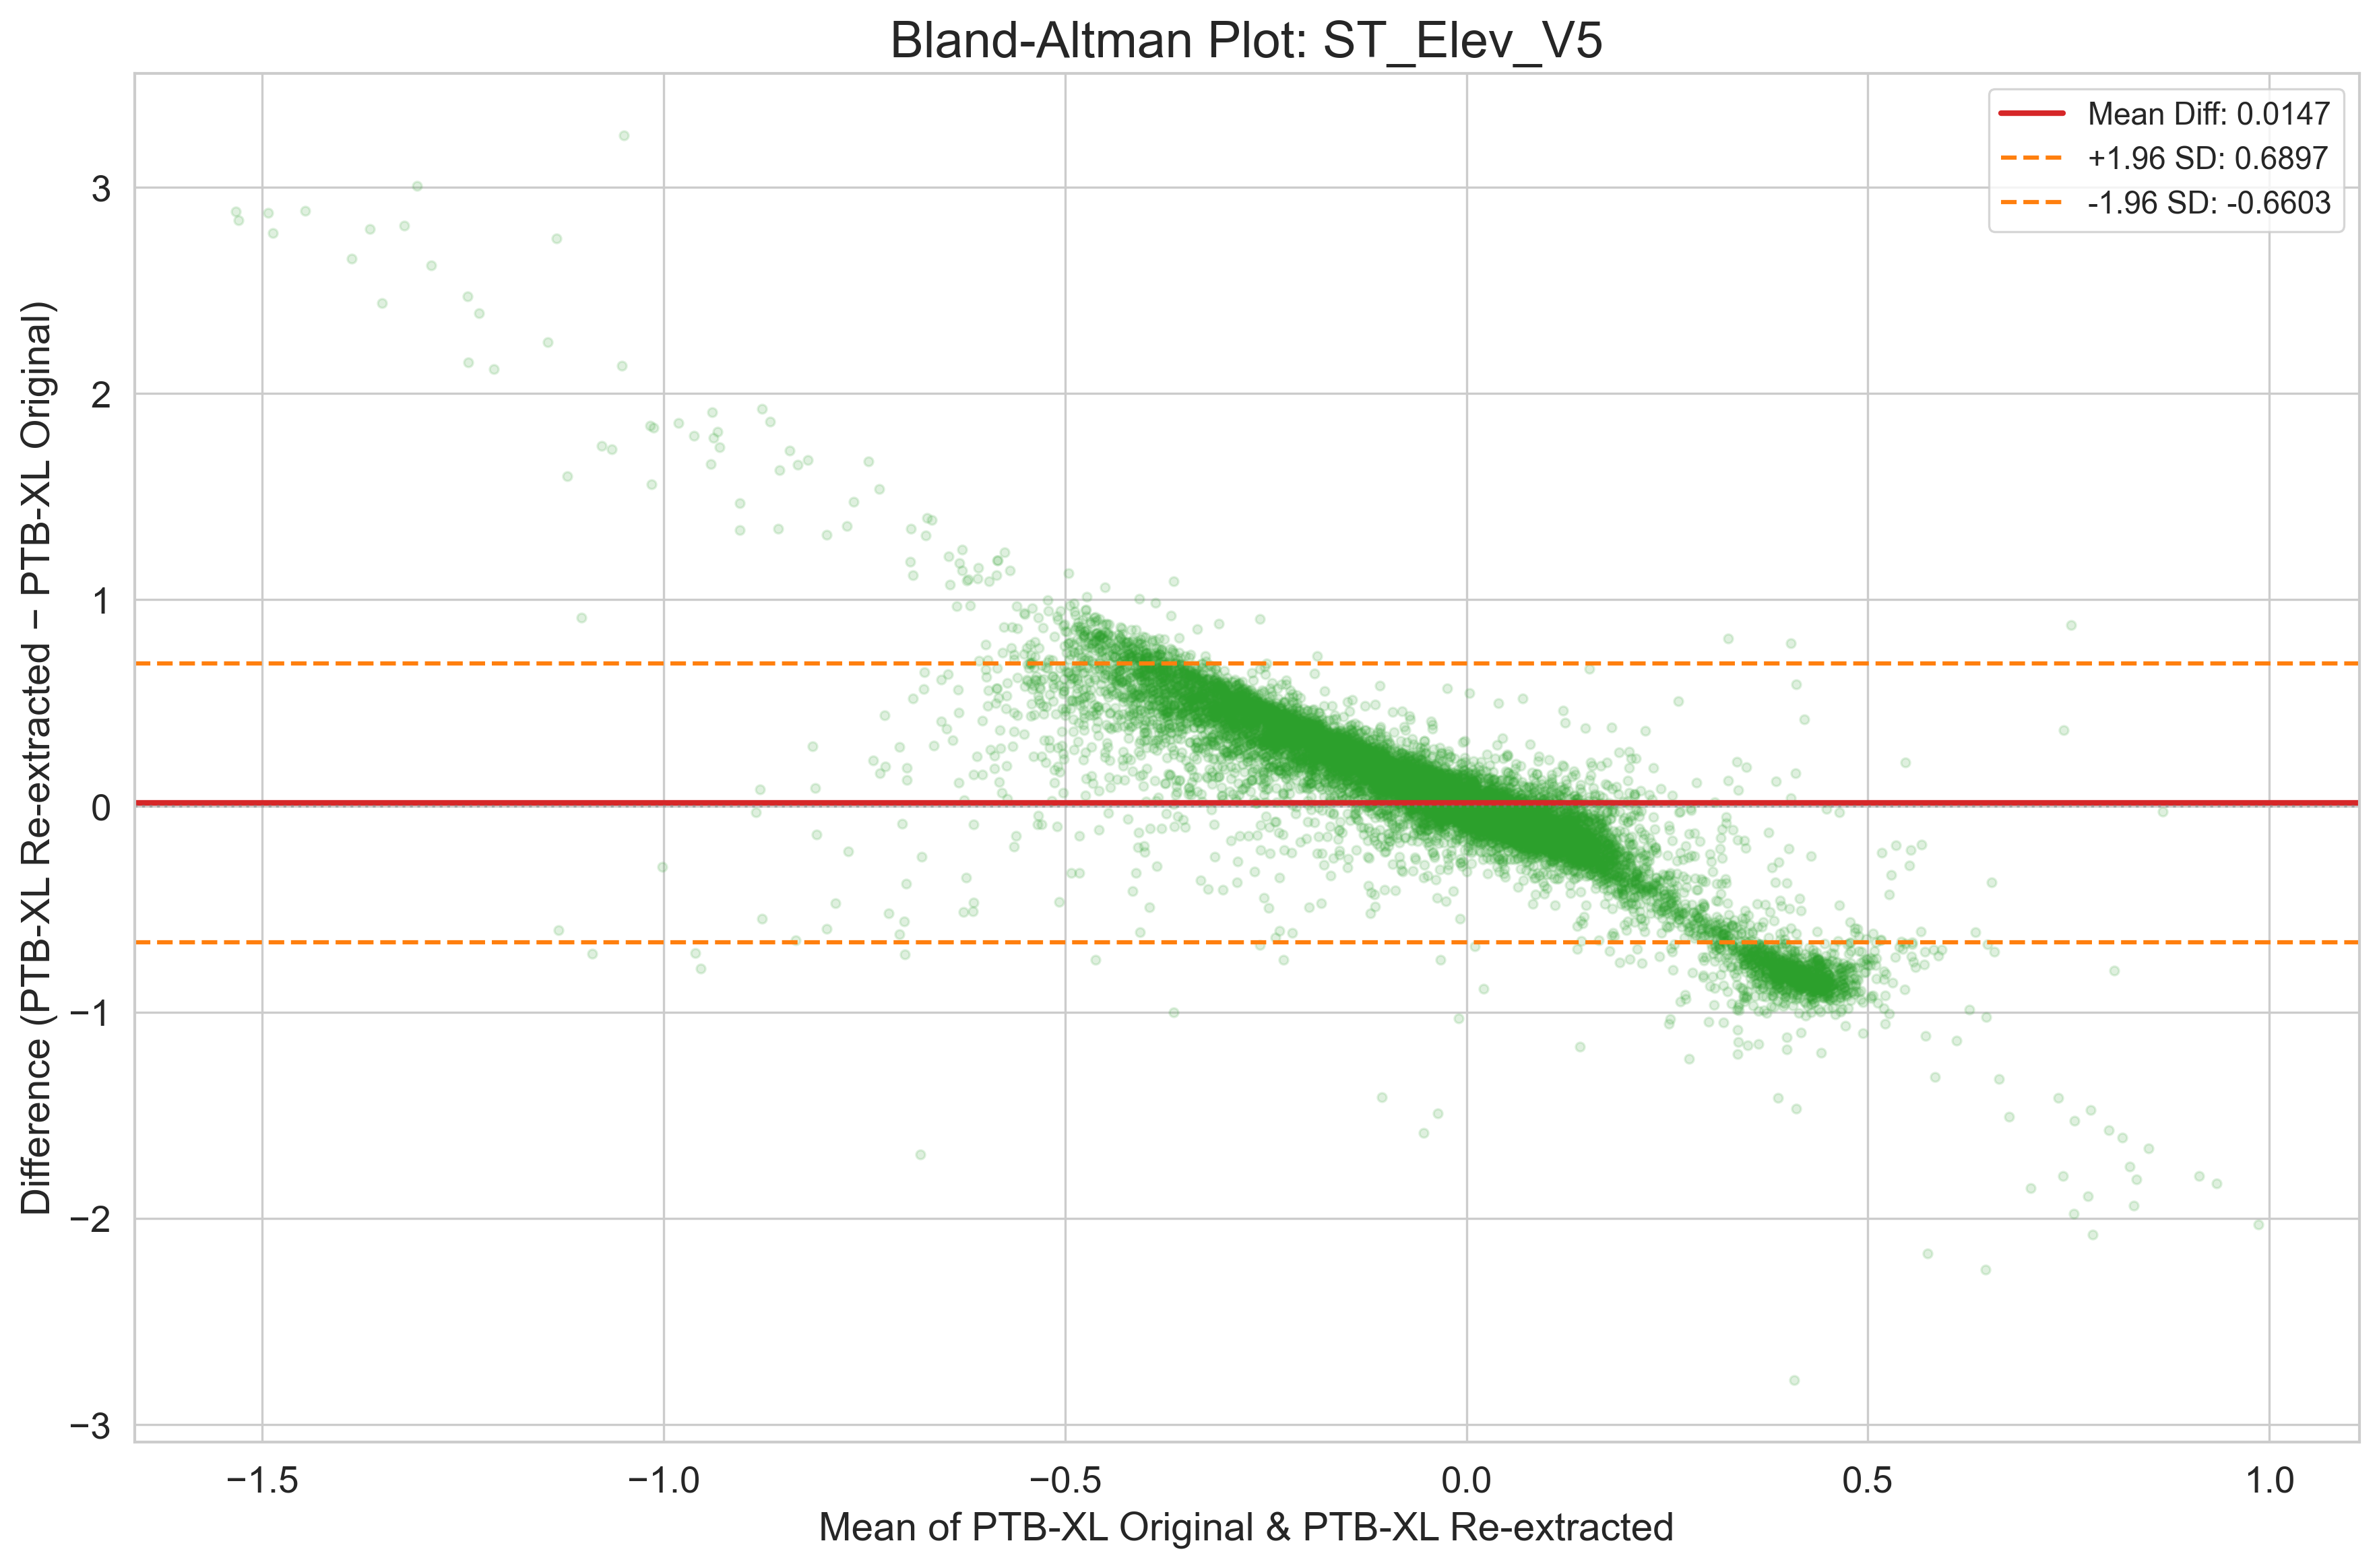 Bland-Altman Plot: ST_Elev_V5
Mean Diff: 0.0147
+1.96 SD: 0.6897
-1.96 SD: -0.6603
Difference (PTB-XL Re-extracted − PTB-XL Original)
3
2
1
0
−1
−2
−3
−1.5
−1.0
−0.5
0.0
0.5
1.0
Mean of PTB-XL Original & PTB-XL Re-extracted